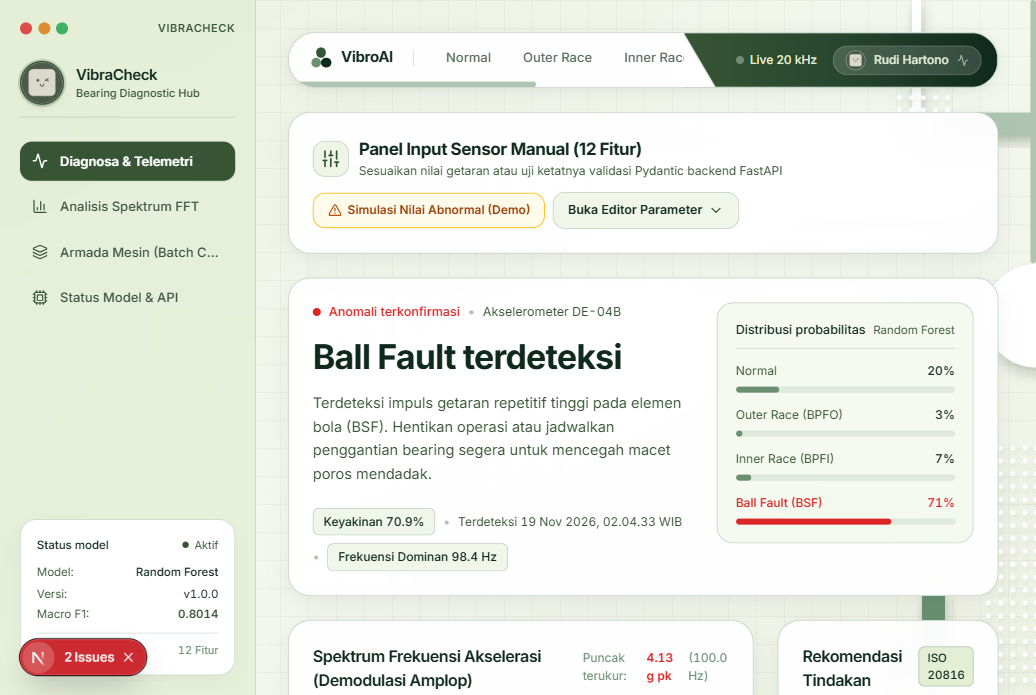 VIBRACHECK
VibraCheck
Bearing Diagnostic Hub
Diagnosa & Telemetri
Analisis Spektrum FFT
Armada Mesin (Batch C...
Status Model & API
Status model
Aktif
Model: Random Forest
Versi: v1.0.0
Macro F1: 0.8014
12 Fitur
N 2 Issues
VibroAI
Normal
Outer Race
Inner Rac
Live 20 kHz
Rudi Hartono
Panel Input Sensor Manual (12 Fitur)
Sesuaikan nilai getaran atau uji ketatnya validasi Pydantic backend FastAPI
Simulasi Nilai Abnormal (Demo)
Buka Editor Parameter
Anomali terkonfirmasi • Akselerometer DE-04B
Ball Fault terdeteksi
Terdeteksi impuls getaran repetitif tinggi pada elemen
bola (BSF). Hentikan operasi atau jadwalkan
penggantian bearing segera untuk mencegah macet
poros mendadak.
Keyakinan 70.9% • Terdeteksi 19 Nov 2026, 02.04.33 WIB
• Frekuensi Dominan 98.4 Hz
Distribusi probabilitas Random Forest
Normal 20%
Outer Race (BPFO) 3%
Inner Race (BPFI) 7%
Ball Fault (BSF) 71%
Spektrum Frekuensi Akselerasi
(Demodulasi Amplop)
Puncak
terukur:
4.13
g pk
(100.0
Hz)
Rekomendasi
Tindakan
ISO
20816